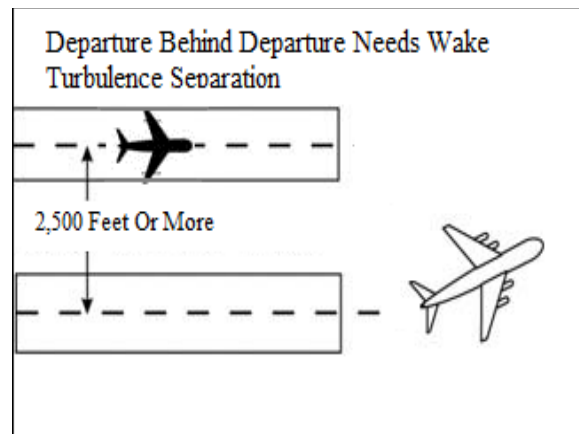 Departure Behind Departure Needs Wake
Turbulence Separation
2,500 Feet Or More